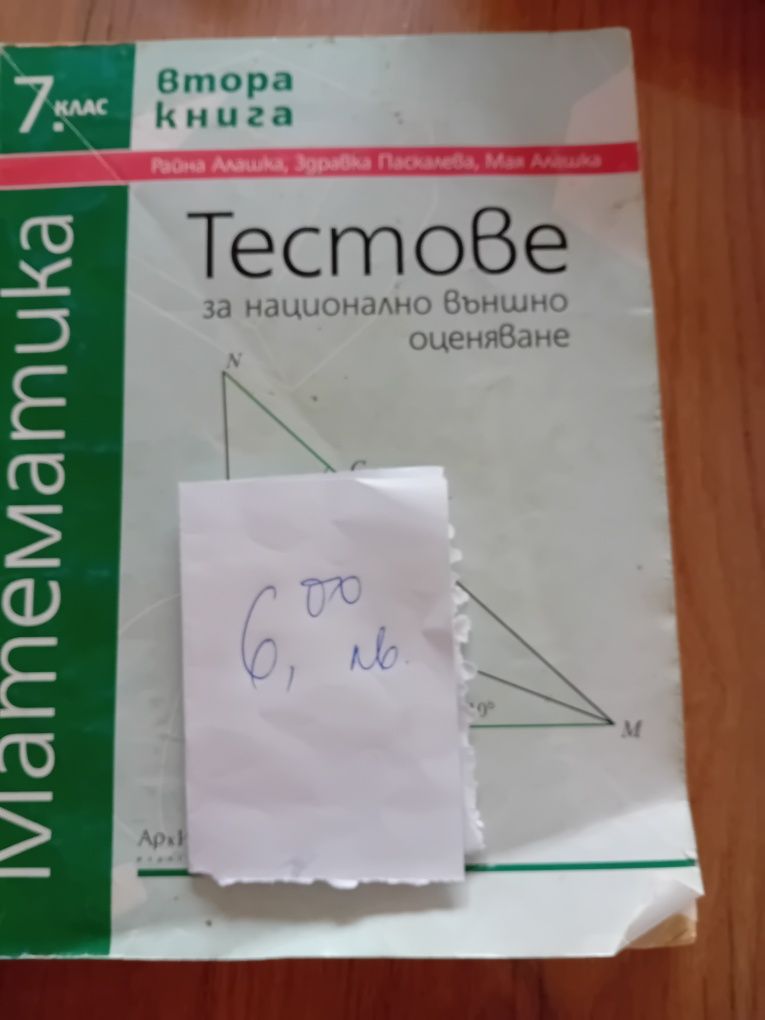 7. КЛАС
втора
книга
Райна Алашка, Здравка Паскалева, Мая Алашка
Математика
Тестове
за национално външно
оценяване
N
C
6,00
лв.
M